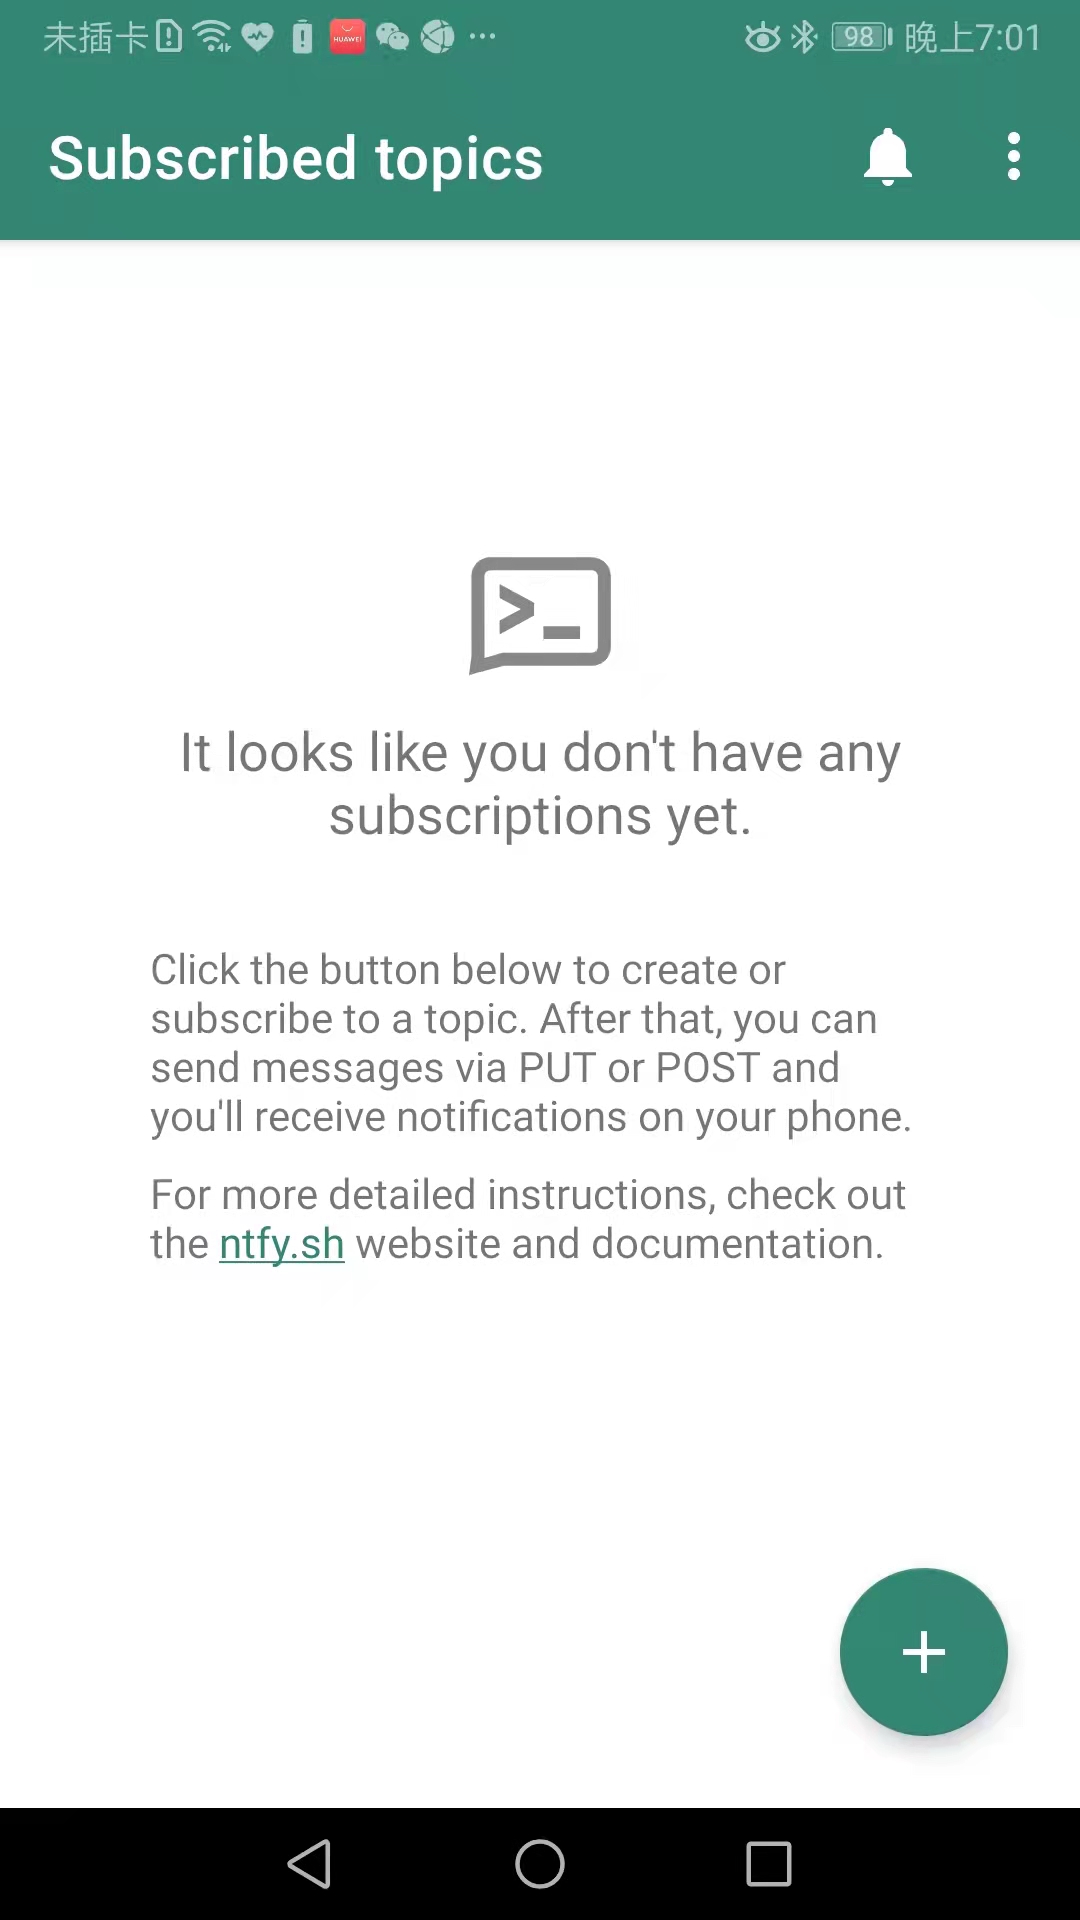 未插卡 HUAWEI 98 晚上7:01
Subscribed topics
It looks like you don't have any
subscriptions yet.
Click the button below to create or
subscribe to a topic. After that, you can
send messages via PUT or POST and
you'll receive notifications on your phone.
For more detailed instructions, check out
the ntfy.sh website and documentation.